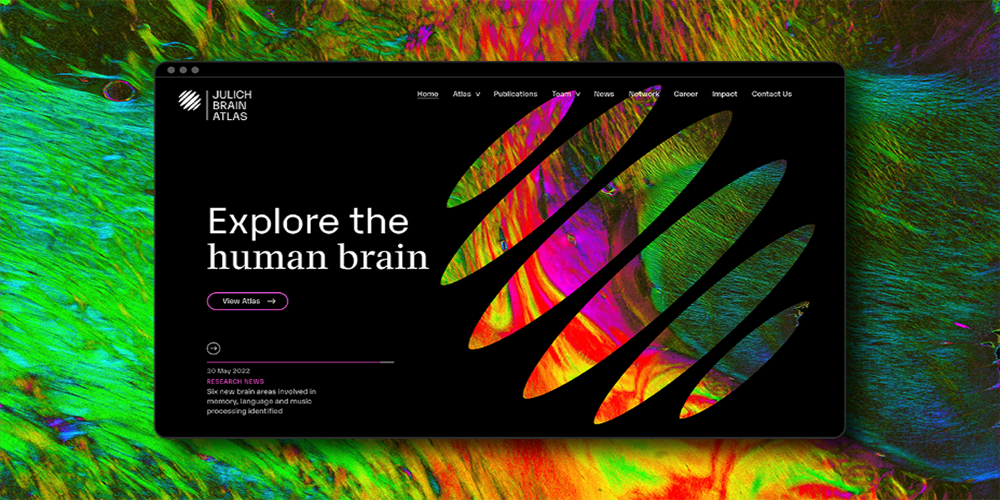 JULICH
BRAIN
ATLAS
Home Atlas v Publications Team v News Network Career Impact Contact Us
Explore the
human brain
View Atlas →
30 May 2022
RESEARCH NEWS
Six new brain areas involved in
memory, language and music
processing identified